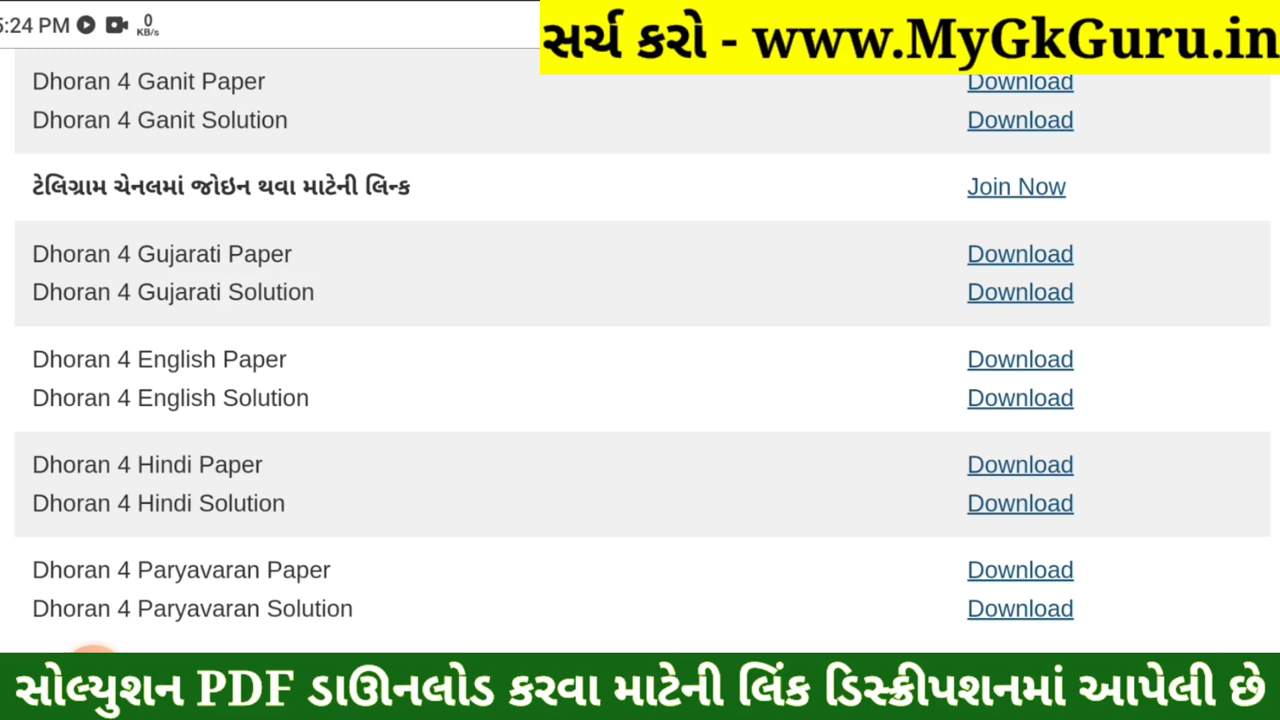 5:24 PM 0 KB/s
સર્ચ કરો - www.MyGkGuru.in
Dhoran 4 Ganit Paper Download
Dhoran 4 Ganit Solution Download
ટેલિગ્રામ ચેનલમાં જોઇન થવા માટેની લિન્ક Join Now
Dhoran 4 Gujarati Paper Download
Dhoran 4 Gujarati Solution Download
Dhoran 4 English Paper Download
Dhoran 4 English Solution Download
Dhoran 4 Hindi Paper Download
Dhoran 4 Hindi Solution Download
Dhoran 4 Paryavaran Paper Download
Dhoran 4 Paryavaran Solution Download
સોલ્યુશન PDF ડાઊનલોડ કરવા માટેની લિંક ડિસ્ક્રીપશનમાં આપેલી છે